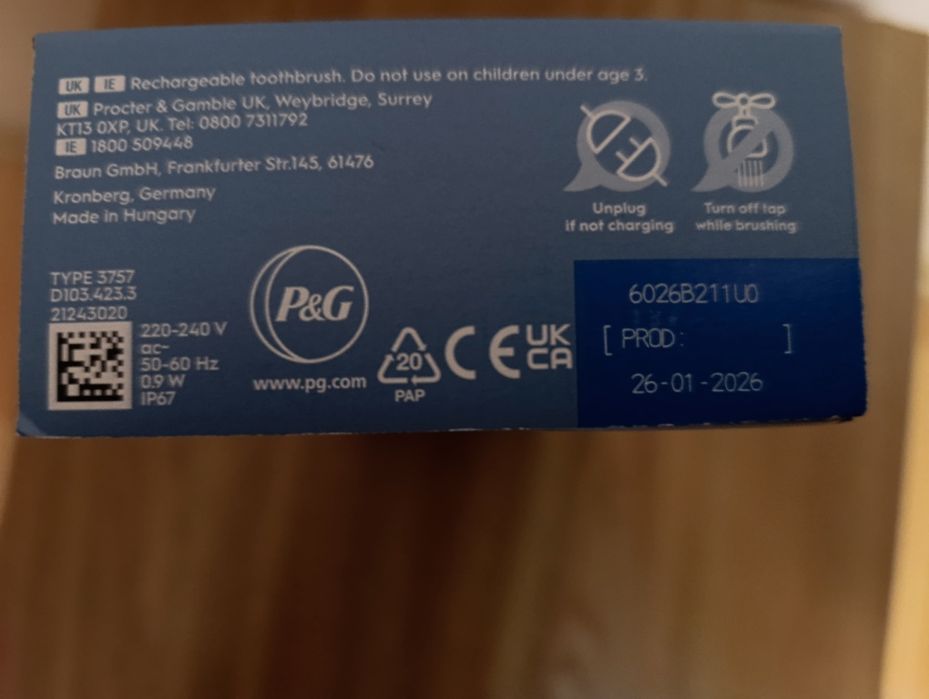 UK IE Rechargeable toothbrush. Do not use on children under age 3.
UK Procter & Gamble UK, Weybridge, Surrey
KT13 0XP, UK. Tel: 0800 7311792
IE 1800 509448
Braun GmbH, Frankfurter Str.145, 61476
Kronberg, Germany
Made in Hungary
Unplug
if not charging
Turn off tap
while brushing
TYPE 3757
D103.423.3
21243020
220-240 V
ac~
50-60 Hz
0.9 W
IP67
P&G
www.pg.com
20
PAP
CE
UK
CA
6026B211U0
[ PROD: ]
26-01-2026